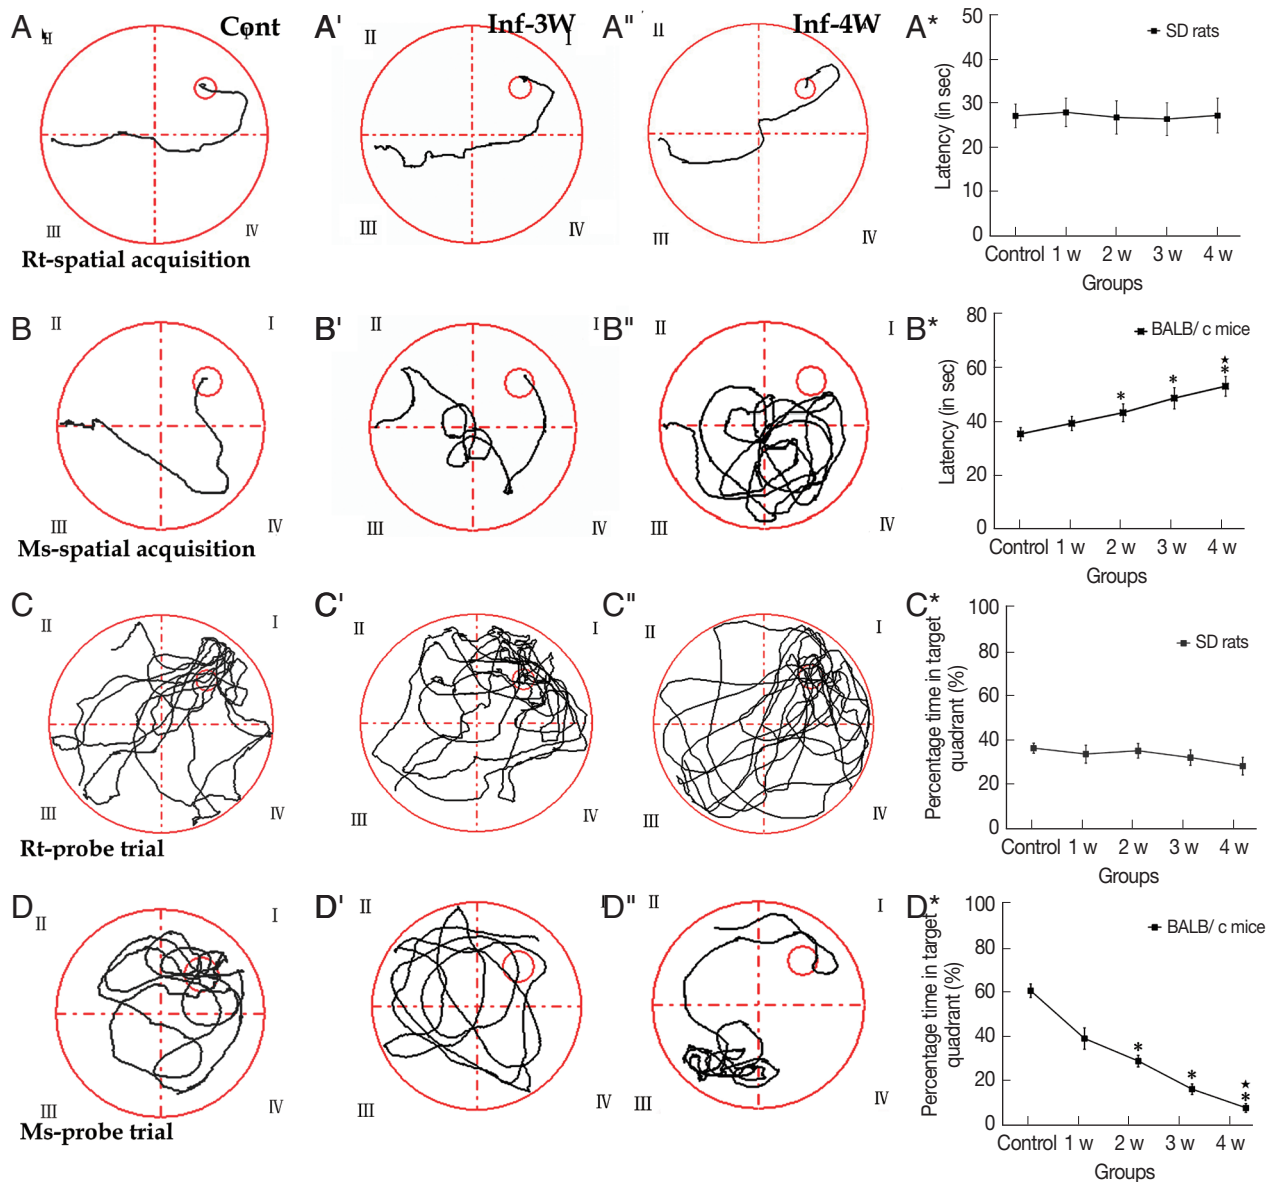 A Cont A' Inf-3W A" Inf-4W A*
II I II I II
III IV III IV III IV
Rt-spatial acquisition
50
40
30
20
10
0
Latency (in sec)
SD rats
Control 1 w 2 w 3 w 4 w
Groups
B B' B" B*
II I II I II I
III IV III IV III IV
Ms-spatial acquisition
80
60
40
20
0
Latency (in sec)
BALB/ c mice
*
*
★
*
Control 1 w 2 w 3 w 4 w
Groups
C C' C" C*
II I II I II I
III IV III IV III IV
Rt-probe trial
100
80
60
40
20
0
Percentage time in target
quadrant (%)
SD rats
Control 1 w 2 w 3 w 4 w
Groups
D D' D" D*
II I II I II I
III IV III IV III IV
Ms-probe trial
100
80
60
40
20
0
Percentage time in target
quadrant (%)
BALB/ c mice
*
*
★
*
Control 1 w 2 w 3 w 4 w
Groups